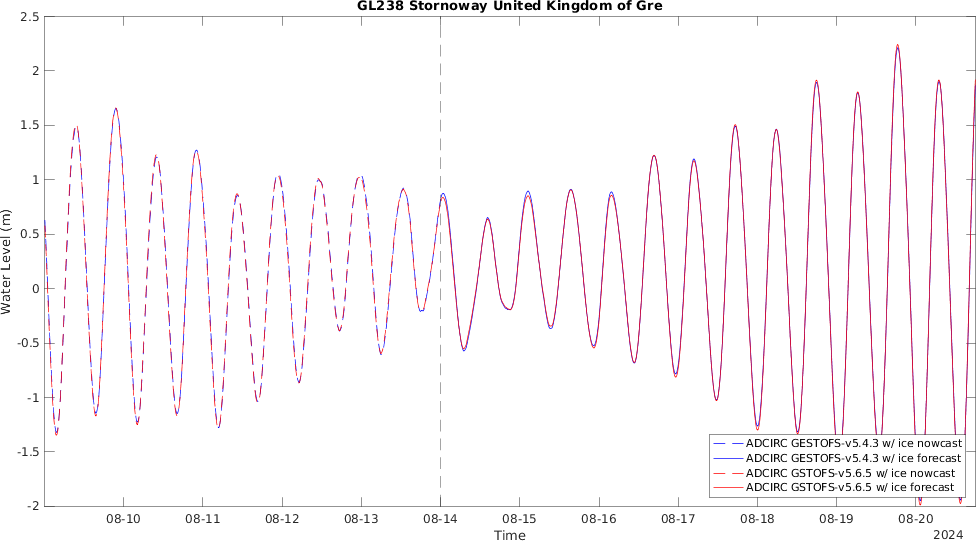 GL238 Stornoway United Kingdom of Gre
2.5
2
1.5
1
0.5
0
-0.5
-1
-1.5
-2
Water Level (m)
ADCIRC GESTOFS-v5.4.3 w/ ice nowcast
ADCIRC GESTOFS-v5.4.3 w/ ice forecast
ADCIRC GSTOFS-v5.6.5 w/ ice nowcast
ADCIRC GSTOFS-v5.6.5 w/ ice forecast
08-10 08-11 08-12 08-13 08-14 08-15 08-16 08-17 08-18 08-19 08-20
Time
2024